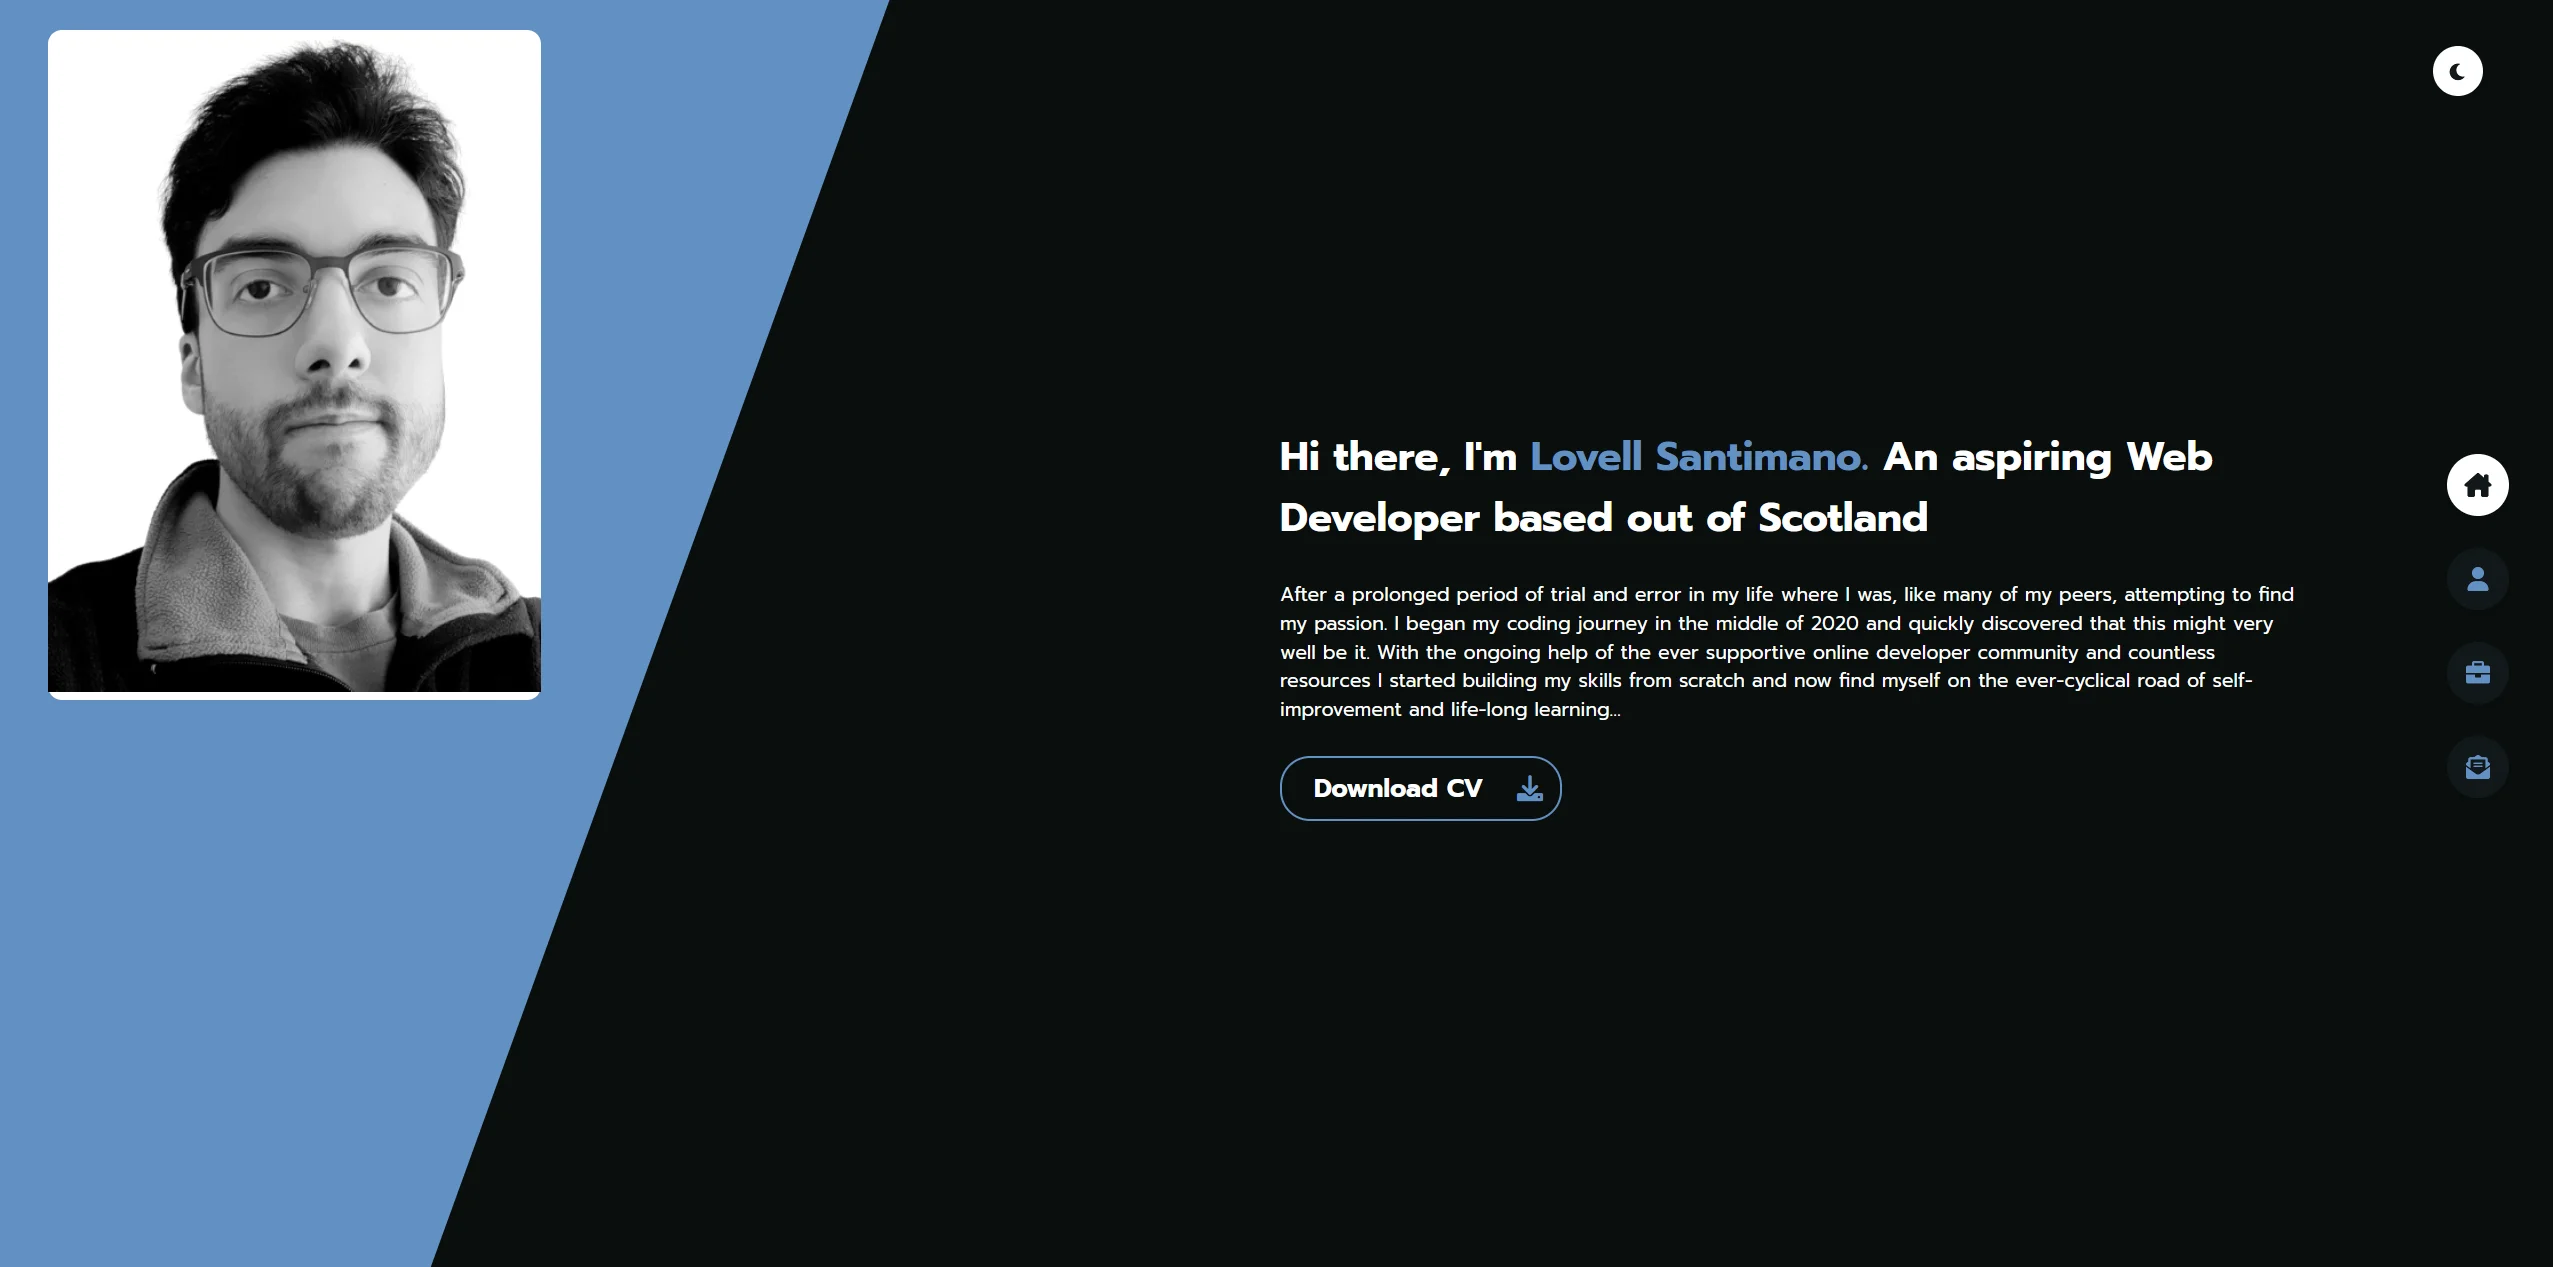 Hi there, I'm Lovell Santimano. An aspiring Web
Developer based out of Scotland
After a prolonged period of trial and error in my life where I was, like many of my peers, attempting to find
my passion. I began my coding journey in the middle of 2020 and quickly discovered that this might very
well be it. With the ongoing help of the ever supportive online developer community and countless
resources I started building my skills from scratch and now find myself on the ever-cyclical road of self-
improvement and life-long learning...
Download CV